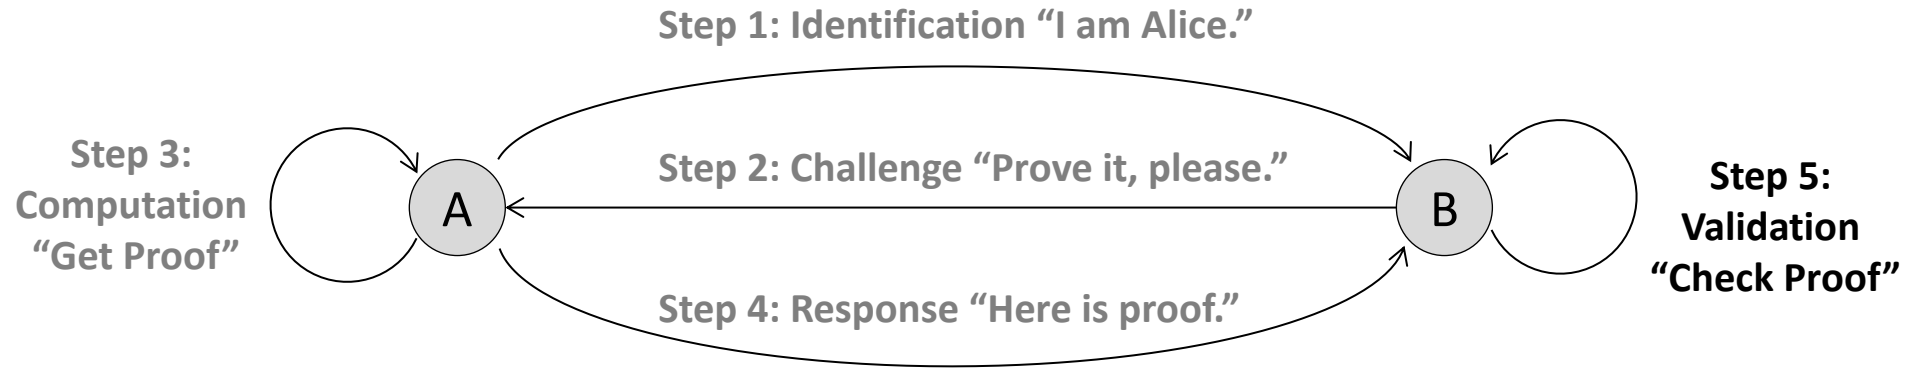 Step 1: Identification “I am Alice.”
Step 3:
Computation
“Get Proof”
A
Step 2: Challenge “Prove it, please.”
B
Step 5:
Validation
“Check Proof”
Step 4: Response “Here is proof.”